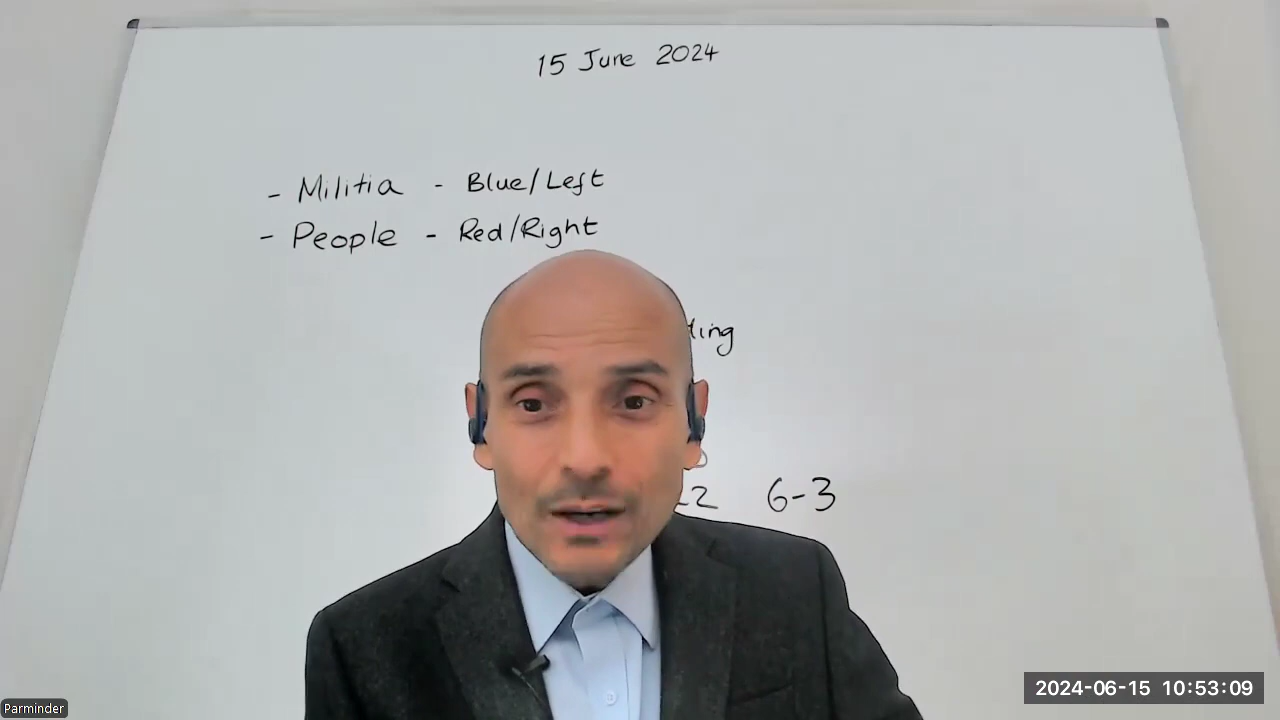 15 June 2024
- Militia - Blue/Left
- People - Red/Right
6-3
Parminder
2024-06-15 10:53:09